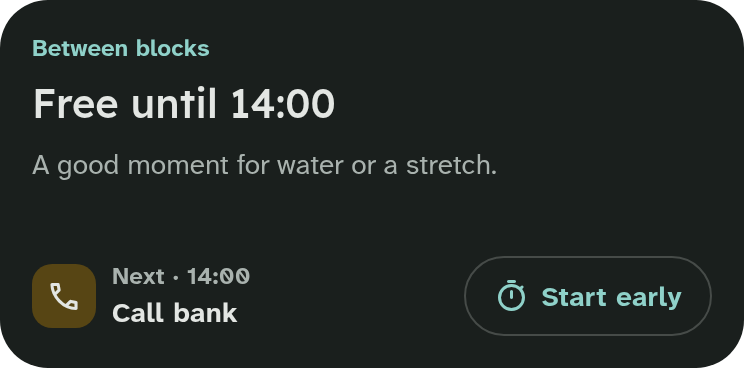 Between blocks
Free until 14:00
A good moment for water or a stretch.
Next · 14:00
Call bank
Start early